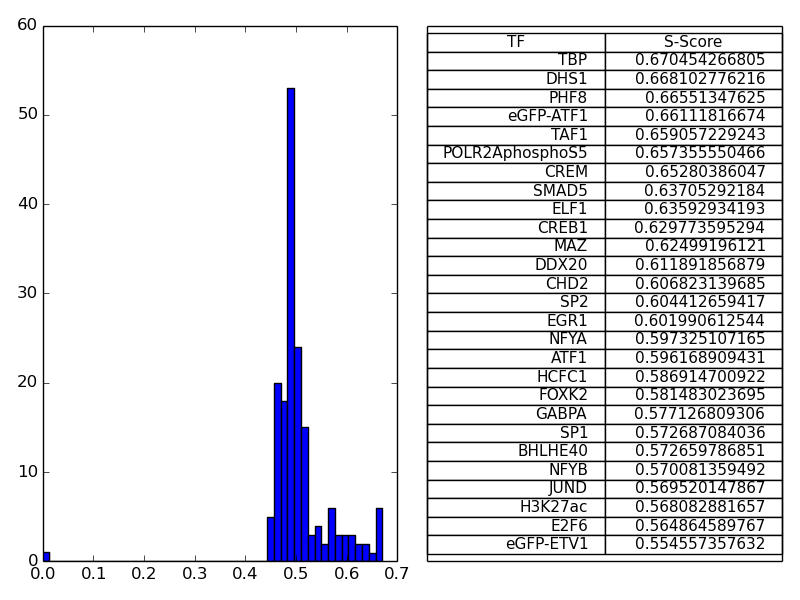 60
50
40
30
20
10
0
0.0 0.1 0.2 0.3 0.4 0.5 0.6 0.7
TF S-Score
TBP 0.670454266805
DHS1 0.668102776216
PHF8 0.66551347625
eGFP-ATF1 0.66111816674
TAF1 0.659057229243
POLR2AphosphoS5 0.657355550466
CREM 0.65280386047
SMAD5 0.63705292184
ELF1 0.63592934193
CREB1 0.629773595294
MAZ 0.62499196121
DDX20 0.611891856879
CHD2 0.606823139685
SP2 0.604412659417
EGR1 0.601990612544
NFYA 0.597325107165
ATF1 0.596168909431
HCFC1 0.586914700922
FOXK2 0.581483023695
GABPA 0.577126809306
SP1 0.572687084036
BHLHE40 0.572659786851
NFYB 0.570081359492
JUND 0.569520147867
H3K27ac 0.568082881657
E2F6 0.564864589767
eGFP-ETV1 0.554557357632